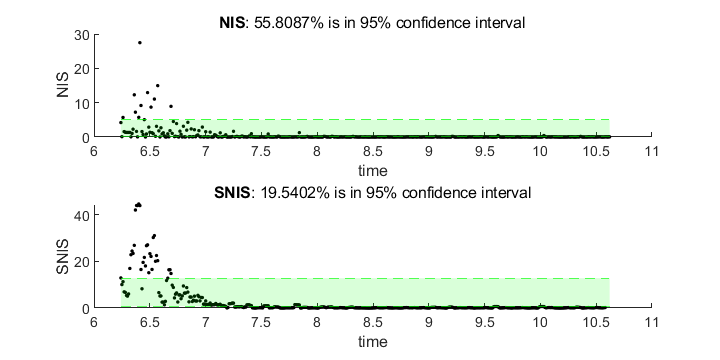 NIS: 55.8087% is in 95% confidence interval
30
20
10
0
NIS
6 6.5 7 7.5 8 8.5 9 9.5 10 10.5 11
time
SNIS: 19.5402% is in 95% confidence interval
40
20
0
SNIS
6 6.5 7 7.5 8 8.5 9 9.5 10 10.5 11
time